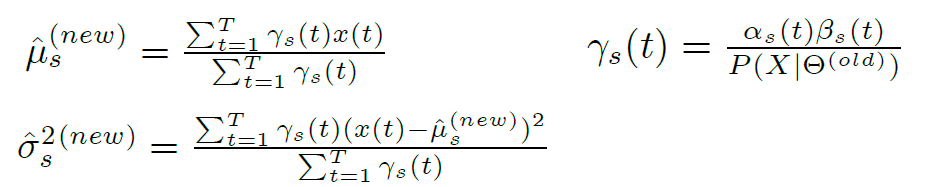 $\hat{\mu}_s^{(new)} = \frac{\sum_{t=1}^{T} \gamma_s(t)x(t)}{\sum_{t=1}^{T} \gamma_s(t)}$ $\gamma_s(t) = \frac{\alpha_s(t)\beta_s(t)}{P(X|\Theta^{(old)})}$
$\hat{\sigma}_s^{2(new)} = \frac{\sum_{t=1}^{T} \gamma_s(t)(x(t)-\hat{\mu}_s^{(new)})^2}{\sum_{t=1}^{T} \gamma_s(t)}$